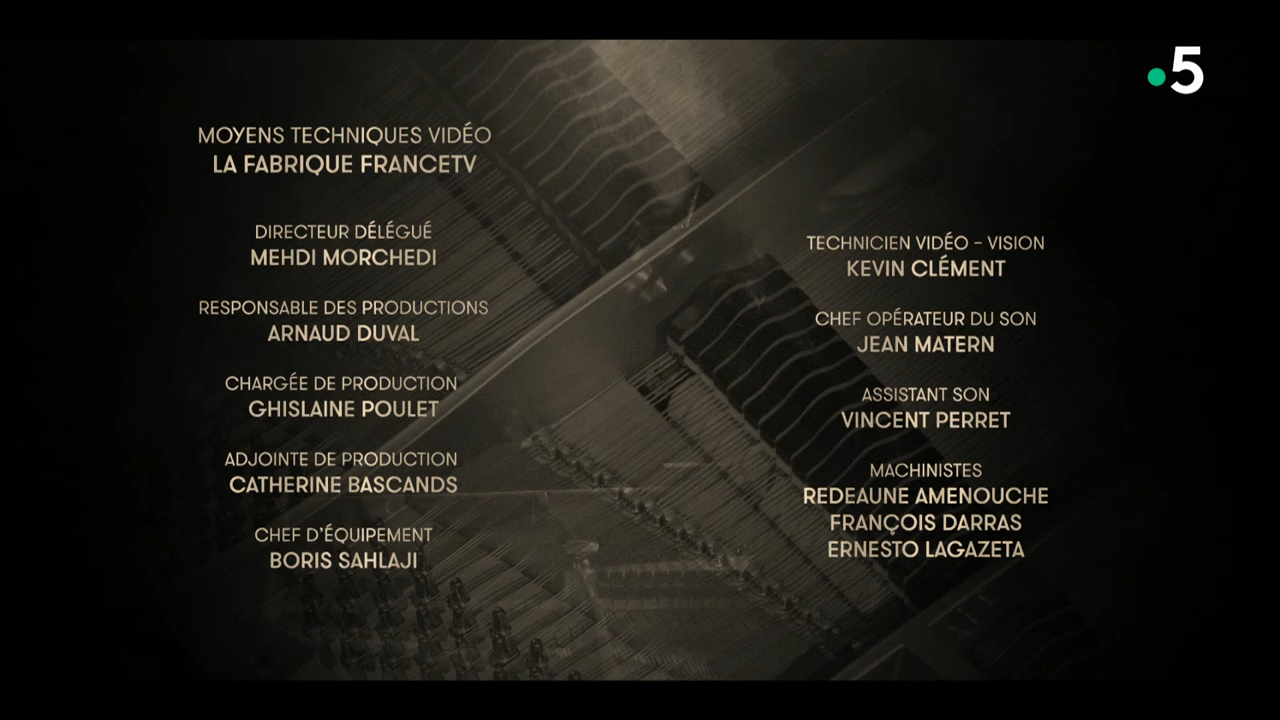 5
MOYENS TECHNIQUES VIDÉO
LA FABRIQUE FRANCETV
DIRECTEUR DÉLÉGUÉ
MEHDI MORCHEDI
RESPONSABLE DES PRODUCTIONS
ARNAUD DUVAL
CHARGÉE DE PRODUCTION
GHISLAINE POULET
ADJOINTE DE PRODUCTION
CATHERINE BASCANDS
CHEF D'ÉQUIPEMENT
BORIS SAHLAJI
TECHNICIEN VIDÉO - VISION
KEVIN CLÉMENT
CHEF OPÉRATEUR DU SON
JEAN MATERN
ASSISTANT SON
VINCENT PERRET
MACHINISTES
REDEAUNE AMENOUCHE
FRANÇOIS DARRAS
ERNESTO LAGAZETA